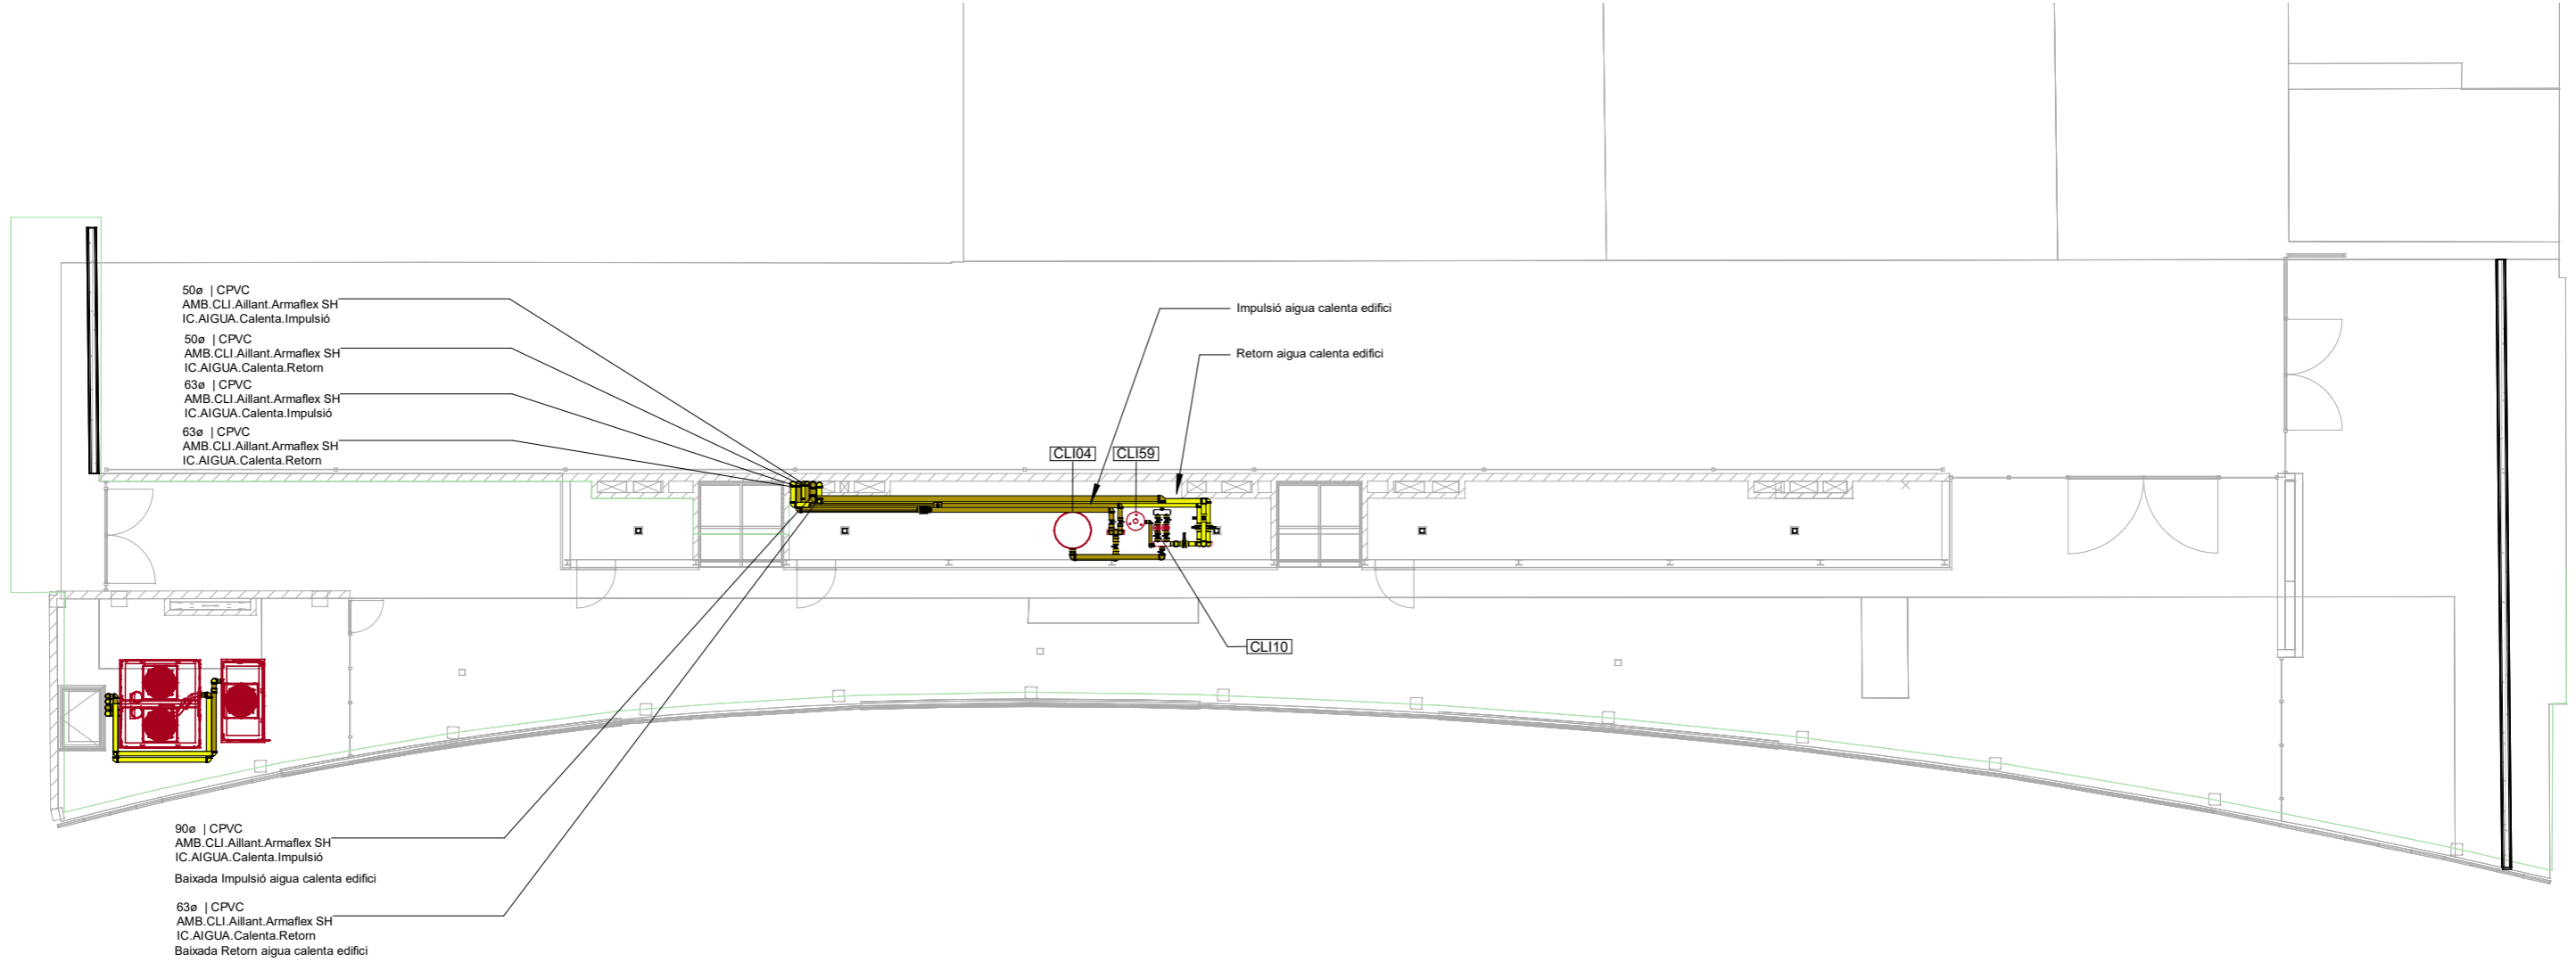 50ø | CPVC
AMB.CLI.Aillant.Armaflex SH
IC.AIGUA.Calenta.Impulsió
50ø | CPVC
AMB.CLI.Aillant.Armaflex SH
IC.AIGUA.Calenta.Retorn
63ø | CPVC
AMB.CLI.Aillant.Armaflex SH
IC.AIGUA.Calenta.Impulsió
63ø | CPVC
AMB.CLI.Aillant.Armaflex SH
IC.AIGUA.Calenta.Retorn
Impulsió aigua calenta edifici
Retorn aigua calenta edifici
CLI04
CLI59
CLI10
90ø | CPVC
AMB.CLI.Aillant.Armaflex SH
IC.AIGUA.Calenta.Impulsió
Baixada Impulsió aigua calenta edifici
63ø | CPVC
AMB.CLI.Aillant.Armaflex SH
IC.AIGUA.Calenta.Retorn
Baixada Retorn aigua calenta edifici